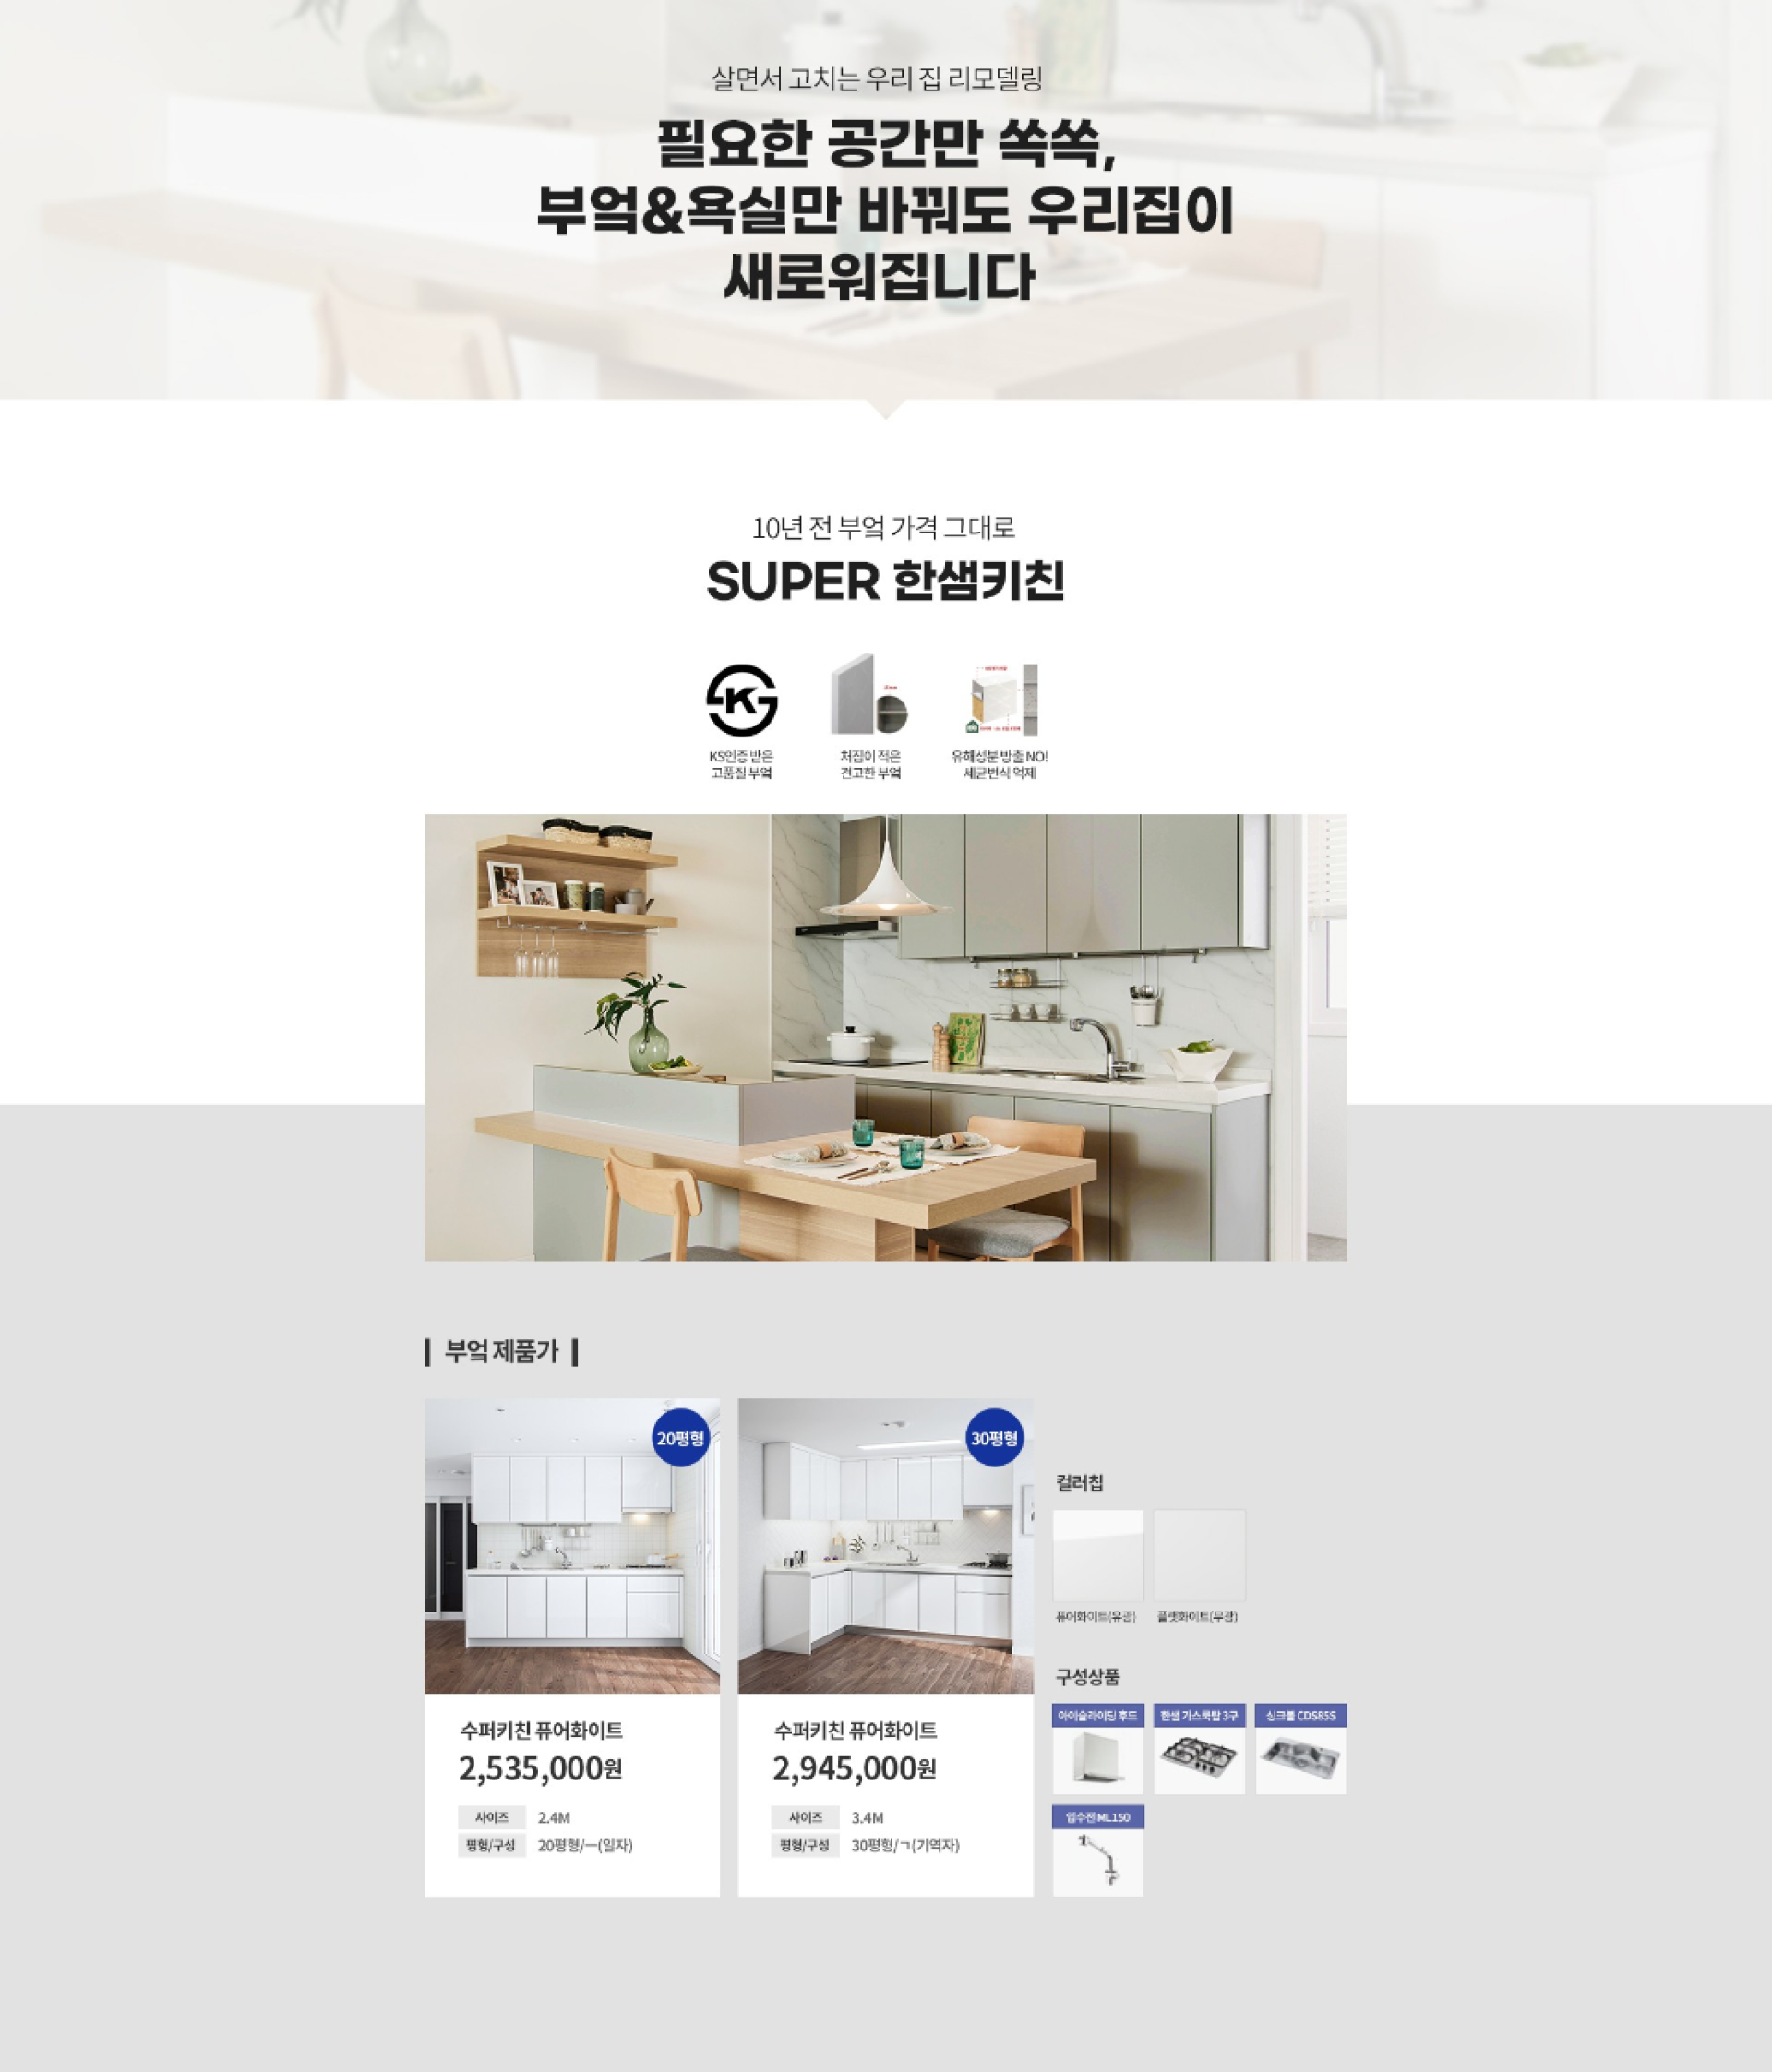 살면서 고치는 우리 집 리모델링
필요한 공간만 쏙쏙,
부엌&욕실만 바꿔도 우리집이
새로워집니다
10년 전 부엌 가격 그대로
SUPER 한샘키친
KS인증 받은
고품질 부엌
처짐이 적은
견고한 부엌
유해성분 방출 NO!
세균번식 억제
부엌 제품가
20평형
수퍼키친 퓨어화이트
2,535,000원
사이즈 2.4M
평형/구성 20평형/ㅡ(일자)
30평형
수퍼키친 퓨어화이트
2,945,000원
사이즈 3.4M
평형/구성 30평형/ㄱ(기역자)
컬러칩
퓨어화이트(유광) 플랫화이트(무광)
구성상품
아이슬라이딩 후드 한샘 가스쿡탑 3구 싱크볼 CDS85S
입수전 ML150